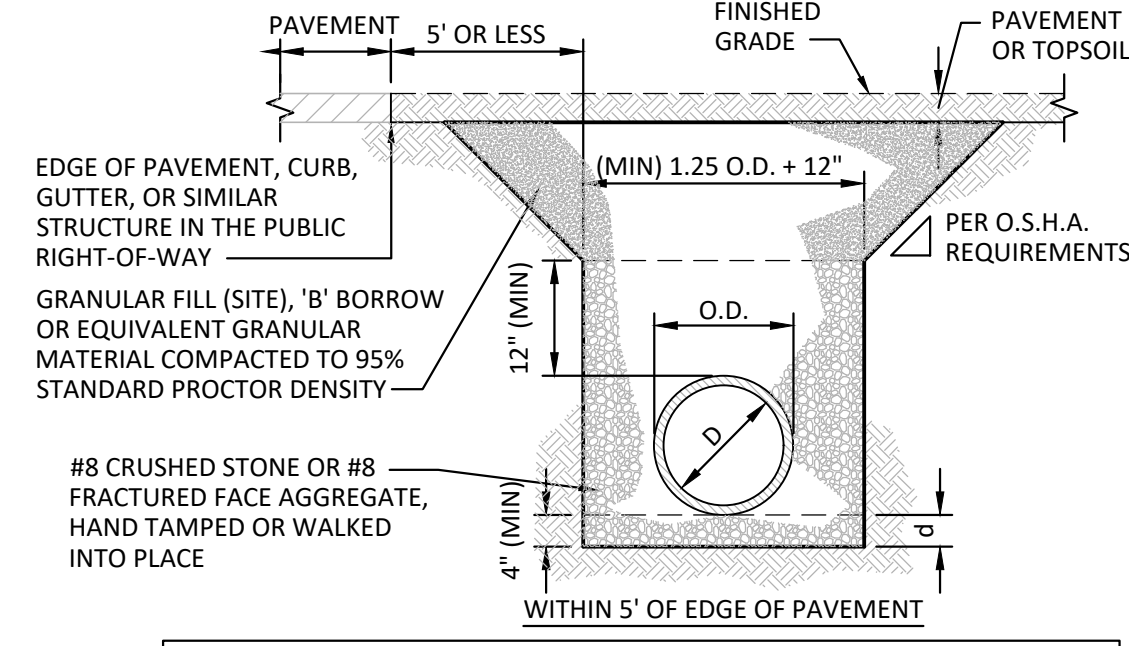 PAVEMENT
5' OR LESS
FINISHED
GRADE
PAVEMENT
OR TOPSOIL
EDGE OF PAVEMENT, CURB,
GUTTER, OR SIMILAR
STRUCTURE IN THE PUBLIC
RIGHT-OF-WAY
(MIN) 1.25 O.D. + 12"
PER O.S.H.A.
REQUIREMENTS
GRANULAR FILL (SITE), 'B' BORROW
OR EQUIVALENT GRANULAR
MATERIAL COMPACTED TO 95%
STANDARD PROCTOR DENSITY
12" (MIN)
O.D.
D
#8 CRUSHED STONE OR #8
FRACTURED FACE AGGREGATE,
HAND TAMPED OR WALKED
INTO PLACE
4" (MIN)
d
WITHIN 5' OF EDGE OF PAVEMENT